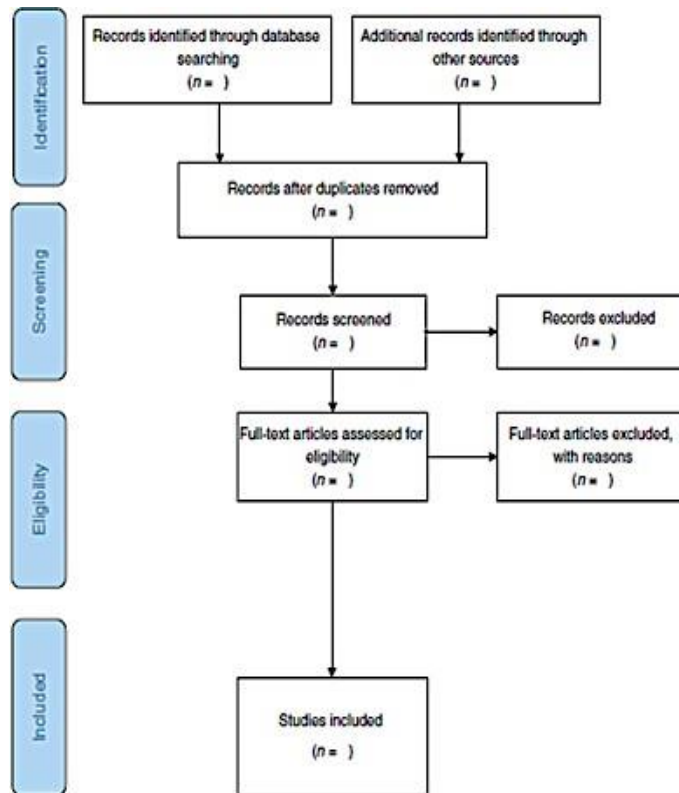 Identification
Records identified through database
searching
(n = )
Additional records identified through
other sources
(n = )
Records after duplicates removed
(n = )
Screening
Records screened
(n = )
Records excluded
(n = )
Eligibility
Full-text articles assessed for
eligibility
(n = )
Full-text articles excluded,
with reasons
(n = )
Included
Studies included
(n = )